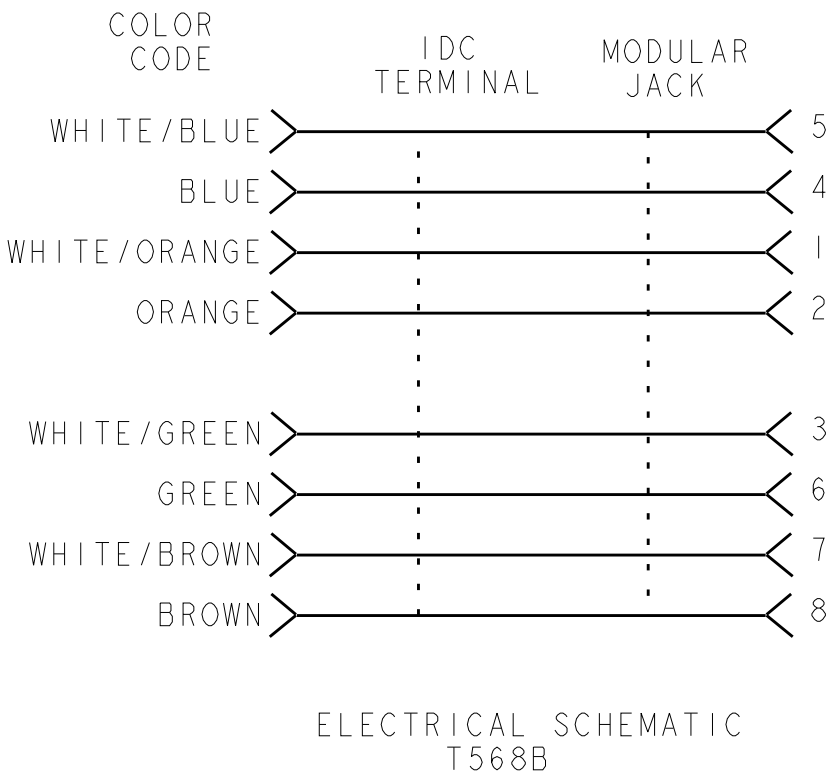 COLOR
CODE
IDC
TERMINAL
MODULAR
JACK
WHITE/BLUE 5
BLUE 4
WHITE/ORANGE 1
ORANGE 2
WHITE/GREEN 3
GREEN 6
WHITE/BROWN 7
BROWN 8
ELECTRICAL SCHEMATIC
T568B